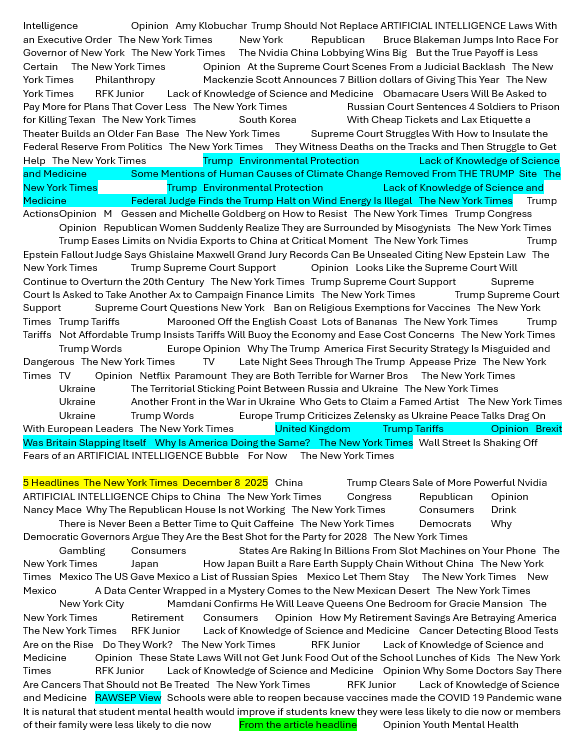 Intelligence Opinion Amy Klobuchar Trump Should Not Replace ARTIFICIAL INTELLIGENCE Laws With
an Executive Order The New York Times New York Republican Bruce Blakeman Jumps Into Race For
Governor of New York The New York Times The Nvidia China Lobbying Wins Big But the True Payoff is Less
Certain The New York Times Opinion At the Supreme Court Scenes From a Judicial Backlash The New
York Times Philanthropy Mackenzie Scott Announces 7 Billion dollars of Giving This Year The New
York Times RFK Junior Lack of Knowledge of Science and Medicine Obamacare Users Will Be Asked to
Pay More for Plans That Cover Less The New York Times Russian Court Sentences 4 Soldiers to Prison
for Killing Texan The New York Times South Korea With Cheap Tickets and Lax Etiquette a
Theater Builds an Older Fan Base The New York Times Supreme Court Struggles With How to Insulate the
Federal Reserve From Politics The New York Times They Witness Deaths on the Tracks and Then Struggle to Get
Help The New York Times Trump Environmental Protection Lack of Knowledge of Science
and Medicine Some Mentions of Human Causes of Climate Change Removed From THE TRUMP Site The
New York Times Trump Environmental Protection Lack of Knowledge of Science and
Medicine Federal Judge Finds the Trump Halt on Wind Energy Is Illegal The New York Times Trump
ActionsOpinion M Gessen and Michelle Goldberg on How to Resist The New York Times Trump Congress
Opinion Republican Women Suddenly Realize They are Surrounded by Misogynists The New York Times
Trump Eases Limits on Nvidia Exports to China at Critical Moment The New York Times Trump
Epstein Fallout Judge Says Ghislaine Maxwell Grand Jury Records Can Be Unsealed Citing New Epstein Law The
New York Times Trump Supreme Court Support Opinion Looks Like the Supreme Court Will
Continue to Overturn the 20th Century The New York Times Trump Supreme Court Support Supreme
Court Is Asked to Take Another Ax to Campaign Finance Limits The New York Times Trump Supreme Court
Support Supreme Court Questions New York Ban on Religious Exemptions for Vaccines The New York
Times Trump Tariffs Marooned Off the English Coast Lots of Bananas The New York Times Trump
Tariffs Not Affordable Trump Insists Tariffs Will Buoy the Economy and Ease Cost Concerns The New York Times
Trump Words Europe Opinion Why The Trump America First Security Strategy Is Misguided and
Dangerous The New York Times TV Late Night Sees Through The Trump Appease Prize The New York
Times TV Opinion Netflix Paramount They are Both Terrible for Warner Bros The New York Times
Ukraine The Territorial Sticking Point Between Russia and Ukraine The New York Times
Ukraine Another Front in the War in Ukraine Who Gets to Claim a Famed Artist The New York Times
Ukraine Trump Words Europe Trump Criticizes Zelensky as Ukraine Peace Talks Drag On
With European Leaders The New York Times United Kingdom Trump Tariffs Opinion Brexit
Was Britain Slapping Itself Why Is America Doing the Same? The New York Times Wall Street Is Shaking Off
Fears of an ARTIFICIAL INTELLIGENCE Bubble For Now The New York Times
5 Headlines The New York Times December 8 2025 China Trump Clears Sale of More Powerful Nvidia
ARTIFICIAL INTELLIGENCE Chips to China The New York Times Congress Republican Opinion
Nancy Mace Why The Republican House is not Working The New York Times Consumers Drink
There is Never Been a Better Time to Quit Caffeine The New York Times Democrats Why
Democratic Governors Argue They Are the Best Shot for the Party for 2028 The New York Times
Gambling Consumers States Are Raking In Billions From Slot Machines on Your Phone The
New York Times Japan How Japan Built a Rare Earth Supply Chain Without China The New York
Times Mexico The US Gave Mexico a List of Russian Spies Mexico Let Them Stay The New York Times New
Mexico A Data Center Wrapped in a Mystery Comes to the New Mexican Desert The New York Times
New York City Mamdani Confirms He Will Leave Queens One Bedroom for Gracie Mansion The
New York Times Retirement Consumers Opinion How My Retirement Savings Are Betraying America
The New York Times RFK Junior Lack of Knowledge of Science and Medicine Cancer Detecting Blood Tests
Are on the Rise Do They Work? The New York Times RFK Junior Lack of Knowledge of Science and
Medicine Opinion These State Laws Will not Get Junk Food Out of the School Lunches of Kids The New York
Times RFK Junior Lack of Knowledge of Science and Medicine Opinion Why Some Doctors Say There
Are Cancers That Should not Be Treated The New York Times RFK Junior Lack of Knowledge of Science
and Medicine RAWSEP View Schools were able to reopen because vaccines made the COVID 19 Pandemic wane
It is natural that student mental health would improve if students knew they were less likely to die now or members
of their family were less likely to die now From the article headline Opinion Youth Mental Health